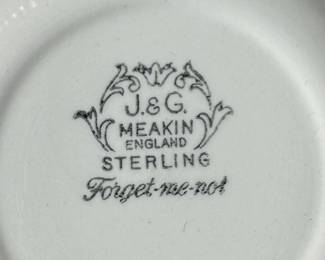 J.&G.
MEAKIN
ENGLAND
STERLING
Forget-me-not